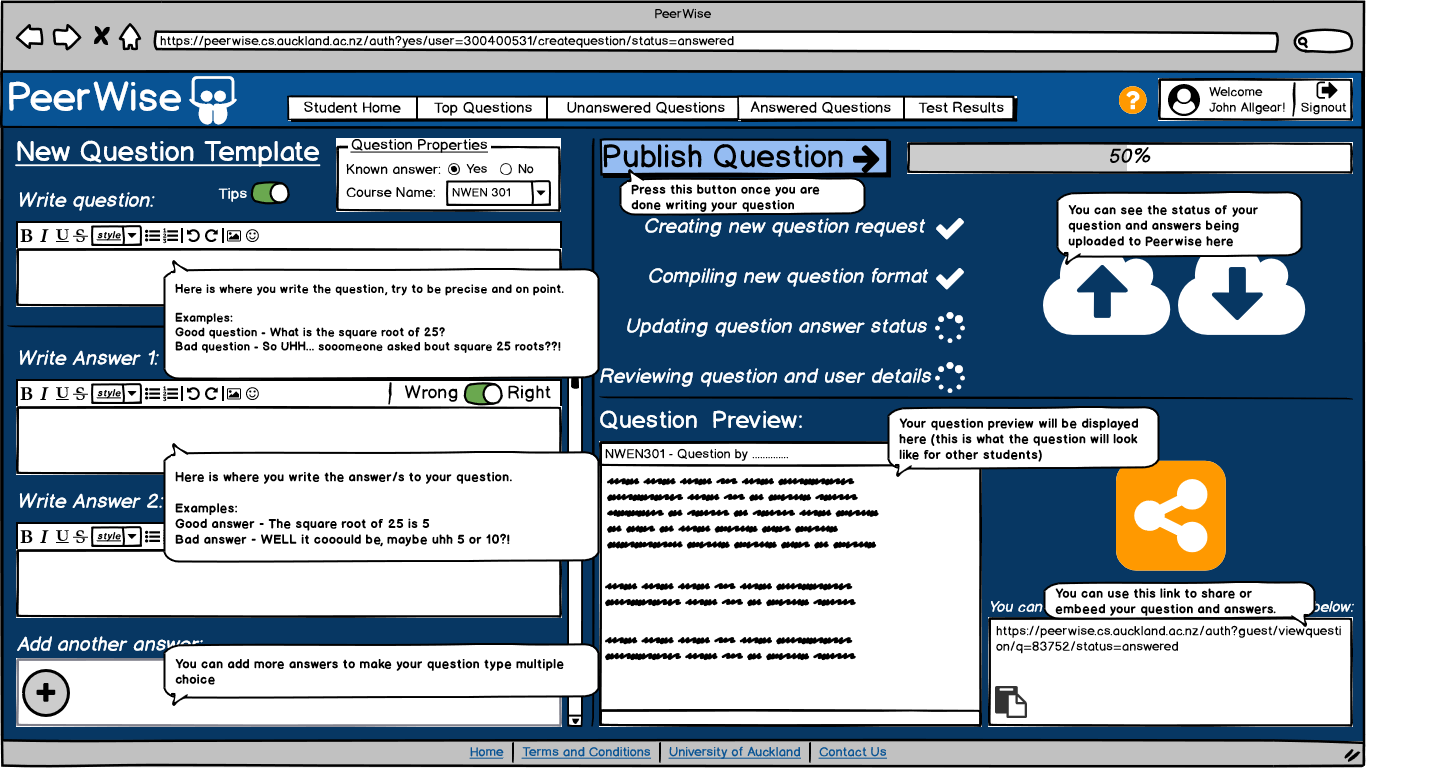 PeerWise
https://peerwise.cs.auckland.ac.nz/auth?yes/user=300400531/createquestion/status=answered
PeerWise
Student Home
Top Questions
Unanswered Questions
Answered Questions
Test Results
?
Welcome
John Allgear!
Signout
New Question Template
Question Properties
Known answer: Yes No
Course Name: NWEN 301
Write question:
Tips
B I U S style
Here is where you write the question, try to be precise and on point.
Examples:
Good question - What is the square root of 25?
Bad question - So UHH... sooomeone asked bout square 25 roots??!
Write Answer 1:
B I U S style
Wrong Right
Here is where you write the answer/s to your question.
Examples:
Good answer - The square root of 25 is 5
Bad answer - WELL it cooould be, maybe uhh 5 or 10?!
Write Answer 2:
B I U S style
Add another answer:
You can add more answers to make your question type multiple
choice
Publish Question
50%
Press this button once you are
done writing your question
Creating new question request
Compiling new question format
Updating question answer status
Reviewing question and user details
You can see the status of your
question and answers being
uploaded to Peerwise here
Question Preview:
Your question preview will be displayed
here (this is what the question will look
like for other students)
NWEN301 - Question by ..............
You can use this link to share or
embeed your question and answers.
You can below:
https://peerwise.cs.auckland.ac.nz/auth?guest/viewquesti
on/q=83752/status=answered
Home
Terms and Conditions
University of Auckland
Contact Us